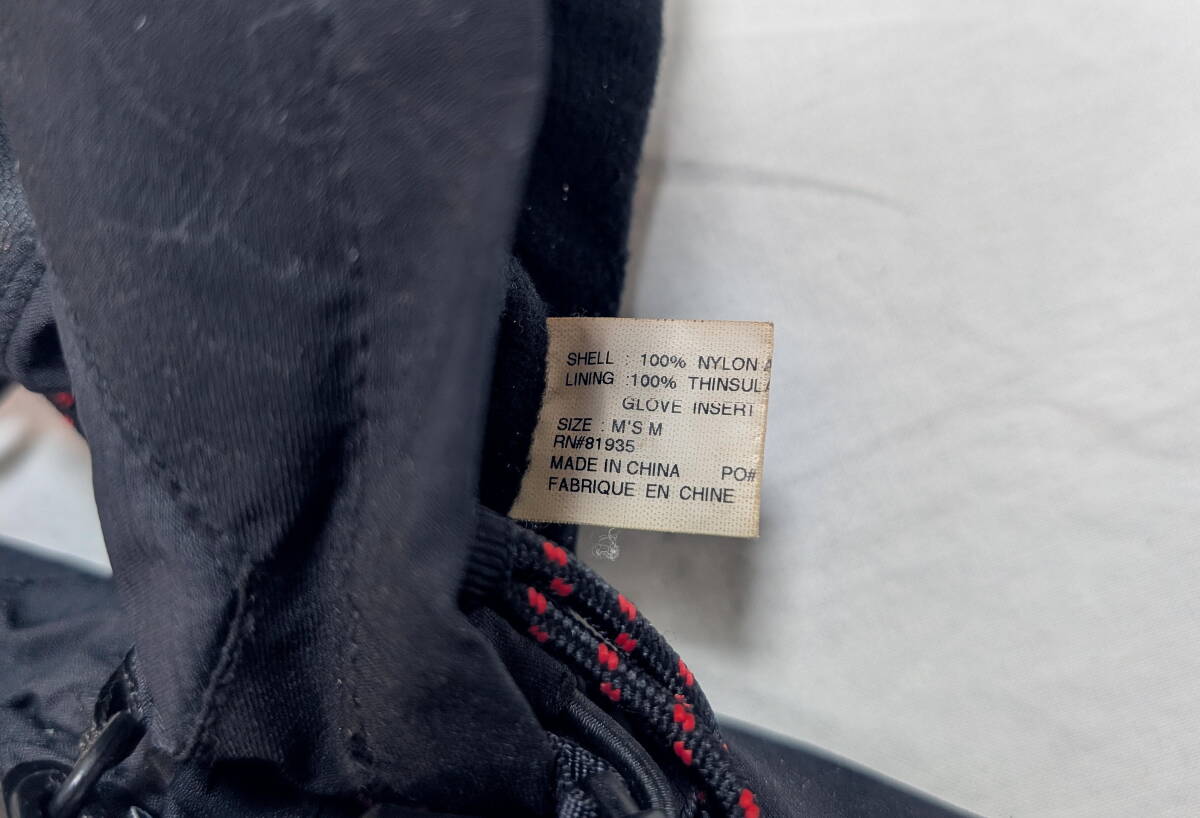 SHELL : 100% NYLON
LINING :100% THINSUL
GLOVE INSERT
SIZE : M'S M
RN#81935
MADE IN CHINA PO#
FABRIQUE EN CHINE